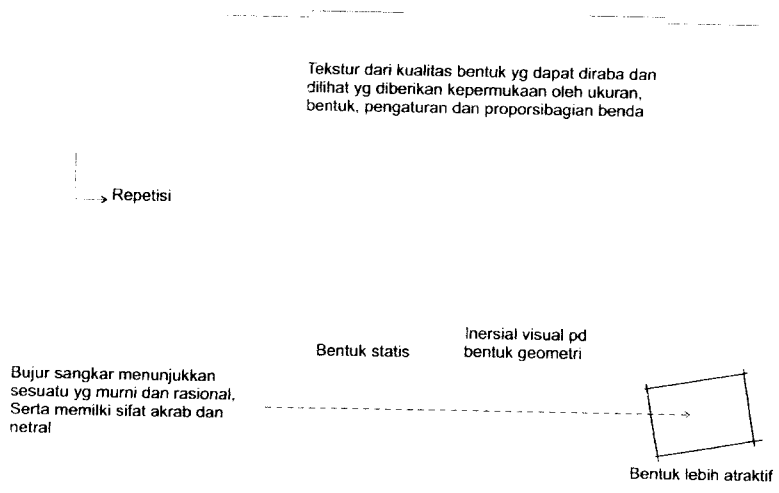 Tekstur dari kualitas bentuk yg dapat diraba dan
dilihat yg diberikan kepermukaan oleh ukuran,
bentuk, pengaturan dan proporsibagian benda
Repetisi
Bentuk statis
Inersial visual pd
bentuk geometri
Bujur sangkar menunjukkan
sesuatu yg murni dan rasional,
Serta memilki sifat akrab dan
netral
Bentuk lebih atraktif